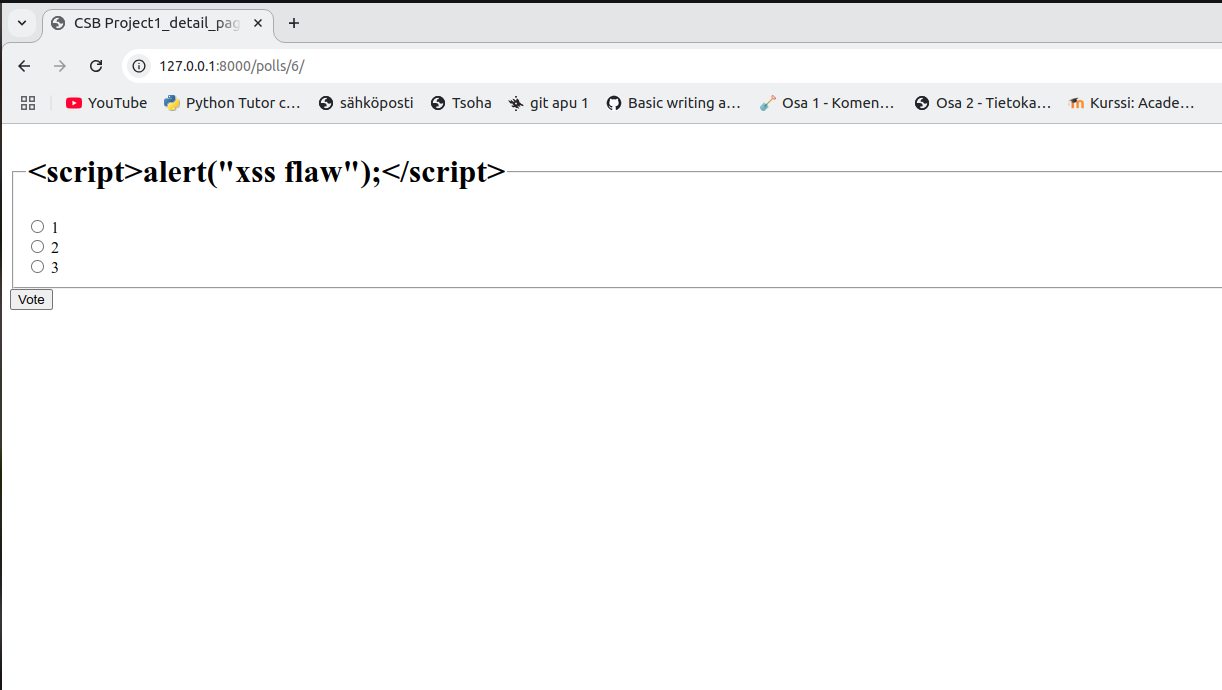 CSB Project1_detail_pag
127.0.0.1:8000/polls/6/
YouTube Python Tutor c... sähköposti Tsoha git apu 1 Basic writing a... Osa 1 - Komen... Osa 2 - Tietoka... Kurssi: Acade...
<script>alert("xss flaw");</script>
1
2
3
Vote